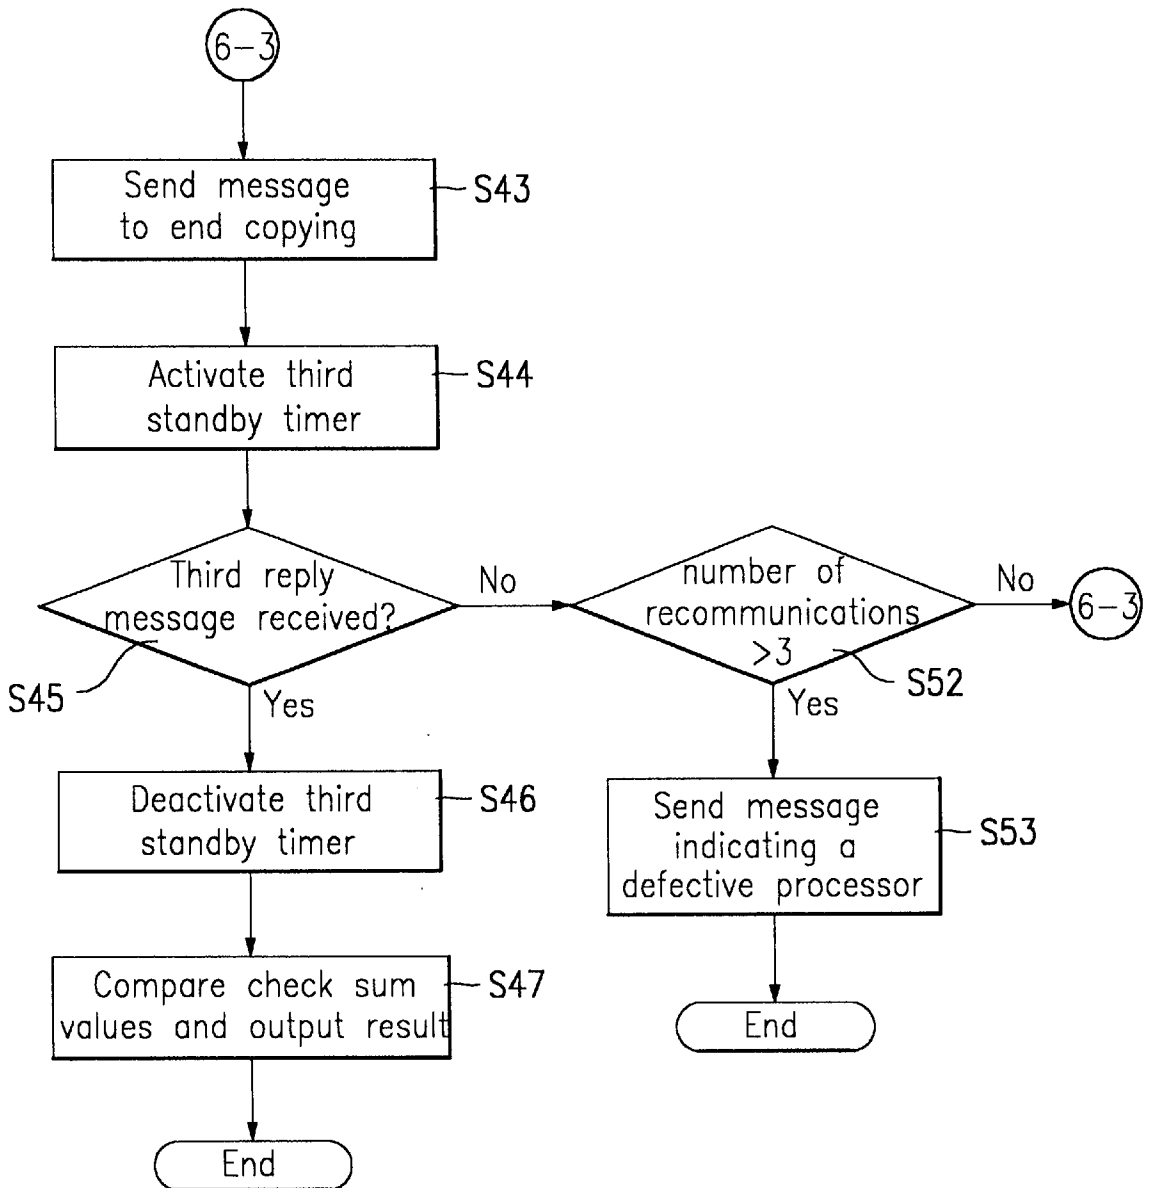 6-3
Send message
to end copying
S43
Activate third
standby timer
S44
Third reply
message received?
S45
No
number of
recommunications
>3
S52
No
6-3
Yes
Yes
Deactivate third
standby timer
S46
Send message
indicating a
defective processor
S53
Compare check sum
values and output result
S47
End
End